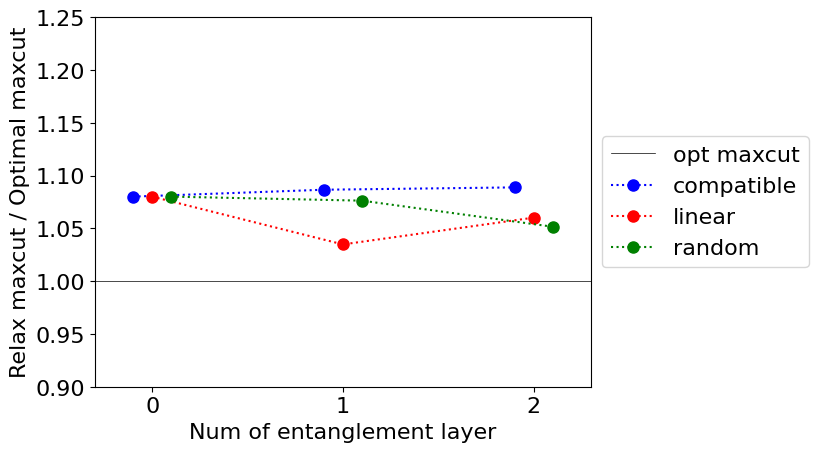 Relax maxcut / Optimal maxcut
1.25
1.20
1.15
1.10
1.05
1.00
0.95
0.90
0
1
2
Num of entanglement layer
opt maxcut
compatible
linear
random